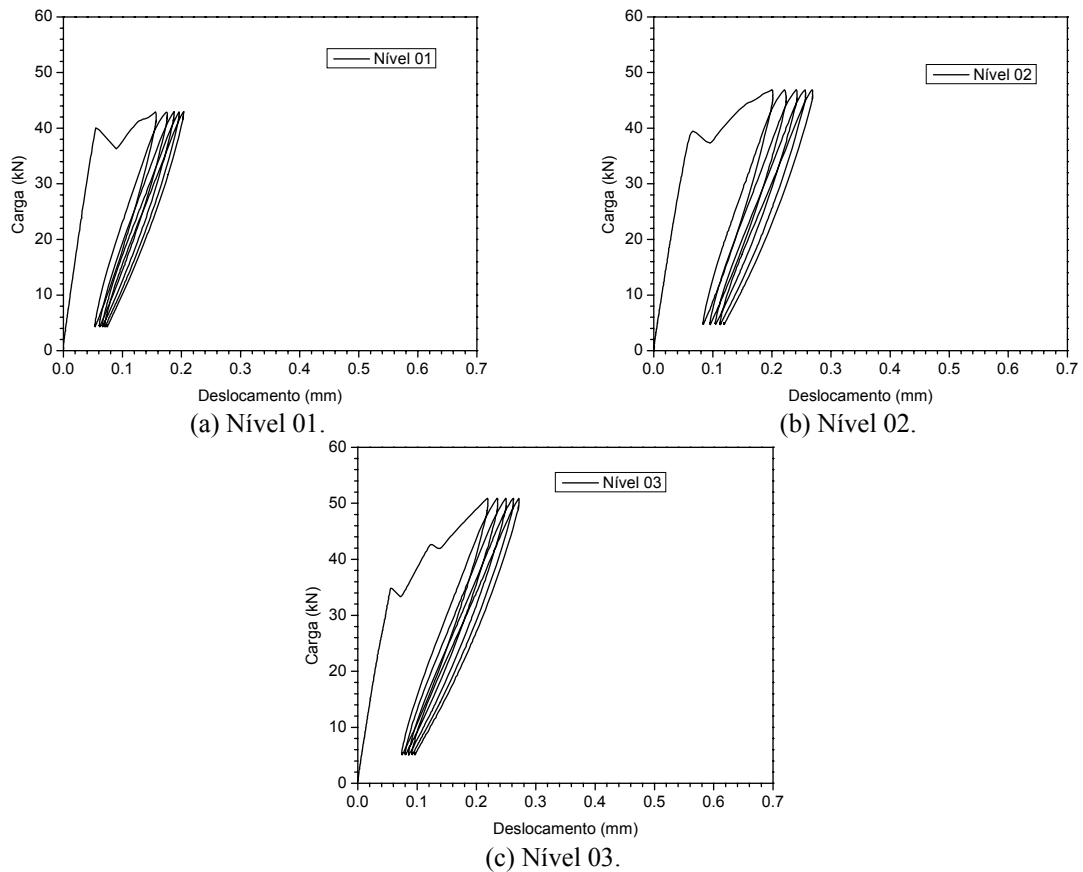 60
50
40
30
20
10
0
Carga (kN)
Nível 01
0.0 0.1 0.2 0.3 0.4 0.5 0.6 0.7
Deslocamento (mm)
(a) Nível 01.
60
50
40
30
20
10
0
Carga (kN)
Nível 02
0.0 0.1 0.2 0.3 0.4 0.5 0.6 0.7
Deslocamento (mm)
(b) Nível 02.
60
50
40
30
20
10
0
Carga (kN)
Nível 03
0.0 0.1 0.2 0.3 0.4 0.5 0.6 0.7
Deslocamento (mm)
(c) Nível 03.